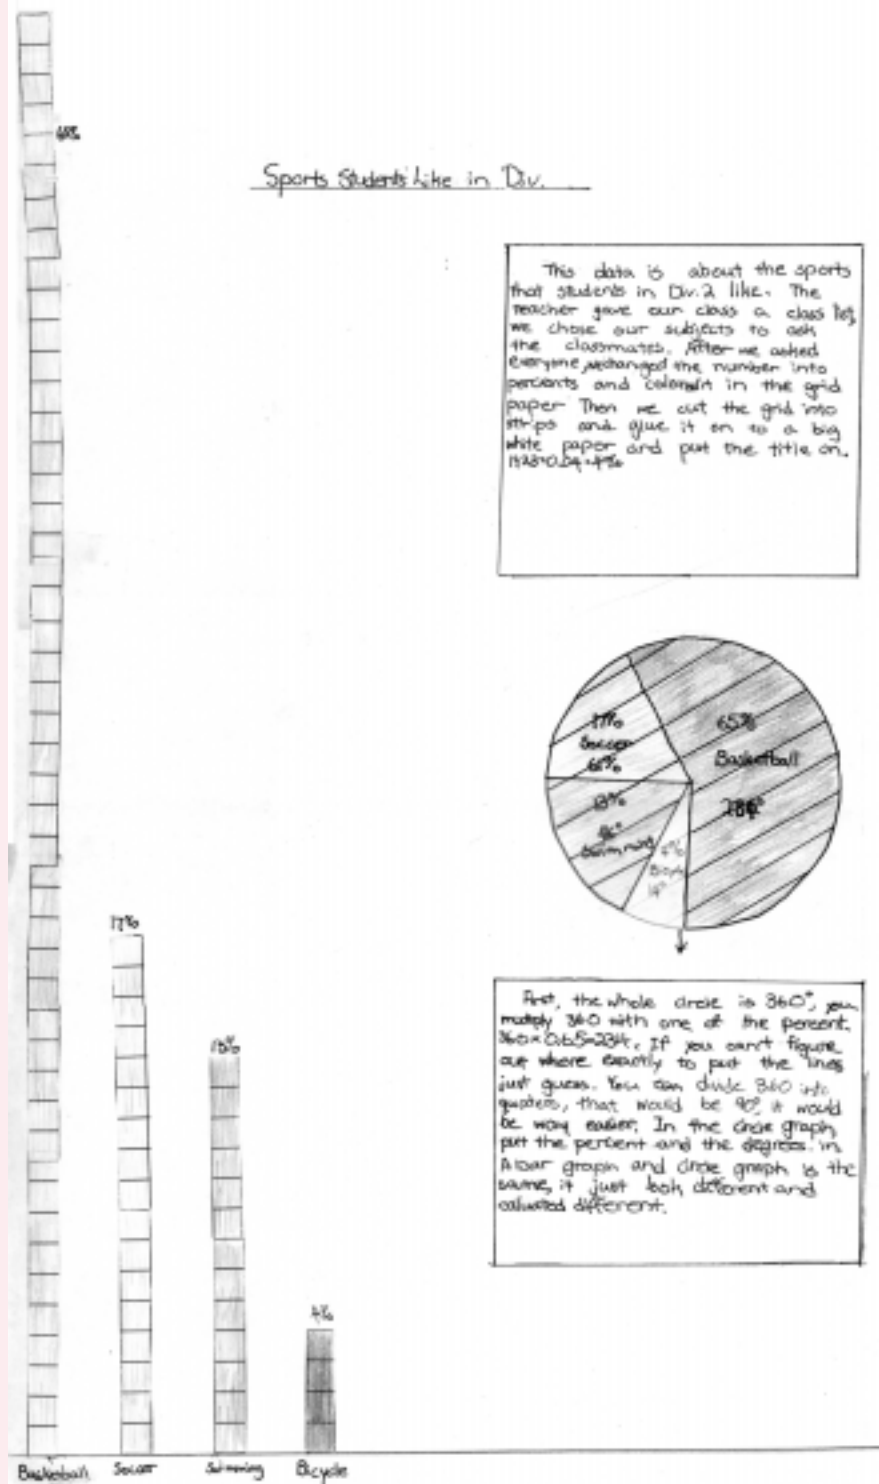 Sports Students Like in Div.
This data is about the sports
that students in Div. 2 like. The
teacher gave our class a class list,
we chose our subjects to ask
the classmates. After we asked
everyone, we changed the number into
percents and in the grid
paper Then we cut the grid into
strips and glue it on to a big
white paper and put the title on.
17%
Soccer
65%
Basketball
13%
4%
14°
First, the whole circle is 360°, you
multiply 360 with one of the percent.
360×0.65=234. If you can't figure
out where exactly to put the lines
just guess. You can divide 360 into
quaters, that would be 90°, it would
be way easier. In the circle graph,
put the percent and the degrees in
A bar graph and circle graph is the
same, it just look different and
different.
17%
4%
Basketball Soccer Swimming Bicycle